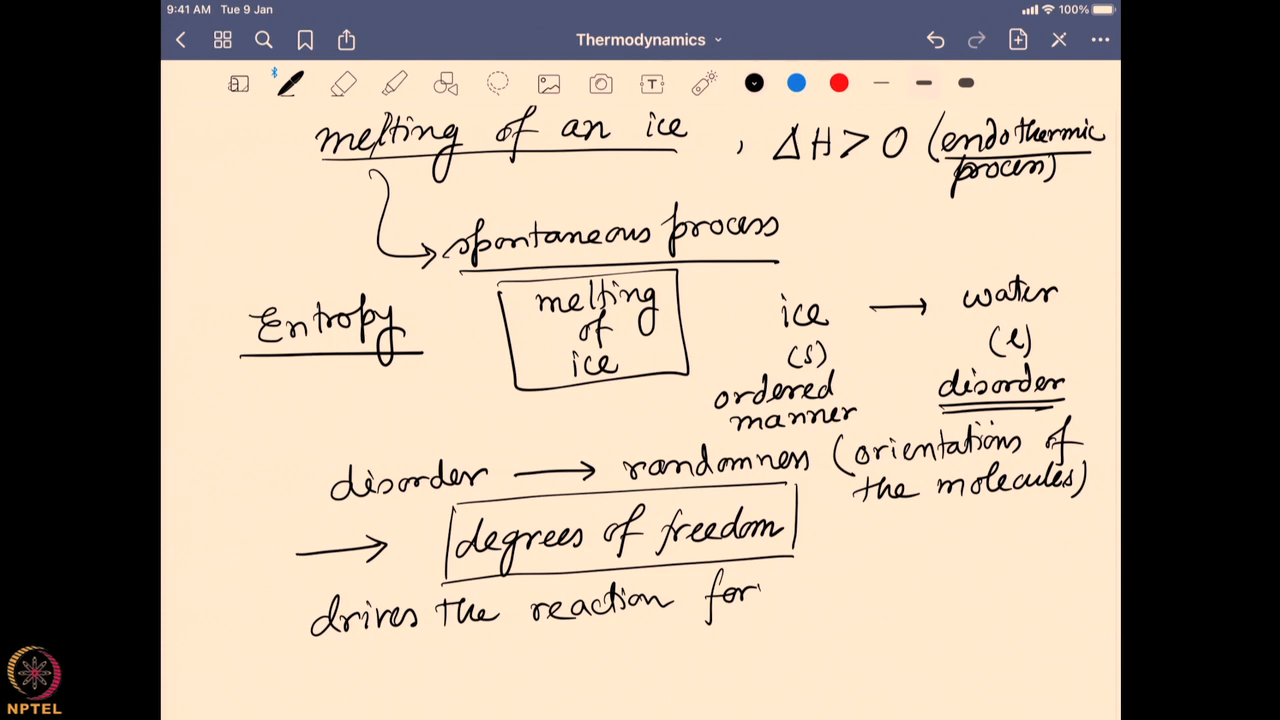 9:41 AM Tue 9 Jan
100%
Thermodynamics
T
melting of an ice , ΔH > 0 (endothermic
process)
spontaneous process
Entropy
melting
of
ice
ice → water
(s) (l)
ordered
manner
disorder
disorder → randomness (orientations of
the molecules)
→ degrees of freedom
drives the reaction for
NPTEL